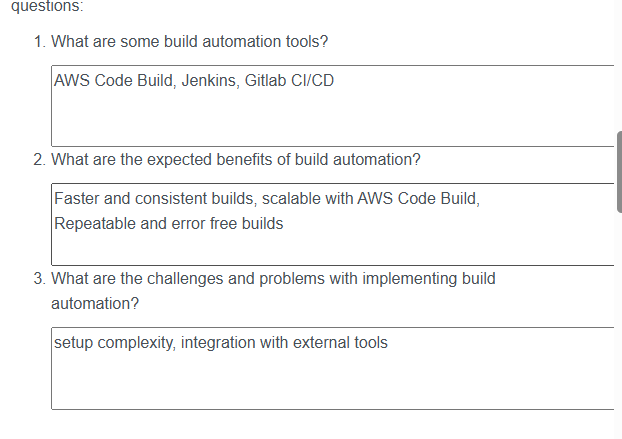 questions:
1. What are some build automation tools?
AWS Code Build, Jenkins, Gitlab CI/CD
2. What are the expected benefits of build automation?
Faster and consistent builds, scalable with AWS Code Build,
Repeatable and error free builds
3. What are the challenges and problems with implementing build
automation?
setup complexity, integration with external tools